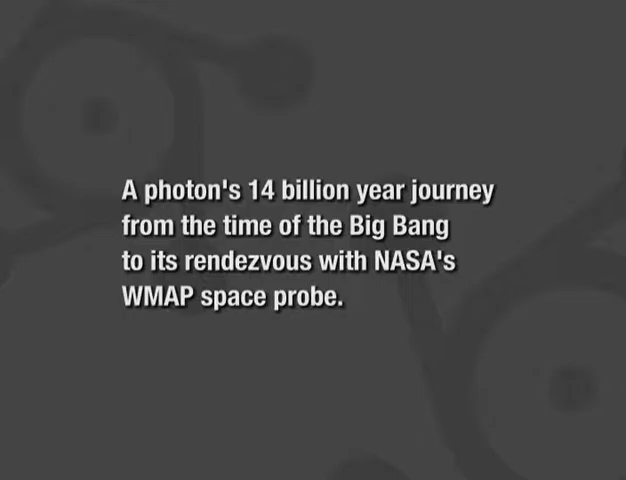 A photon's 14 billion year journey
from the time of the Big Bang
to its rendezvous with NASA's
WMAP space probe.